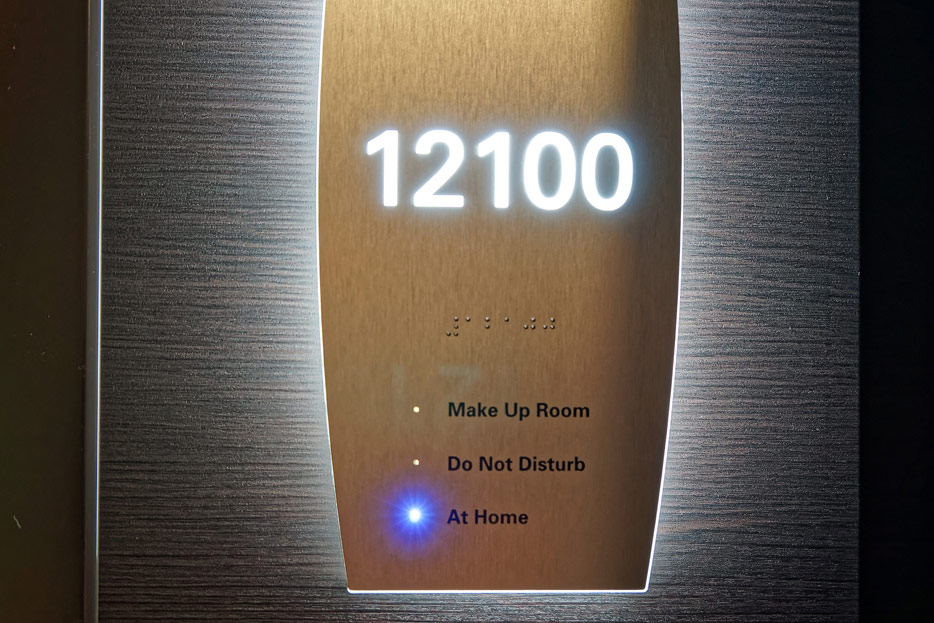 12100
⠼⠁⠃⠁⠚⠚
Make Up Room
Do Not Disturb
At Home